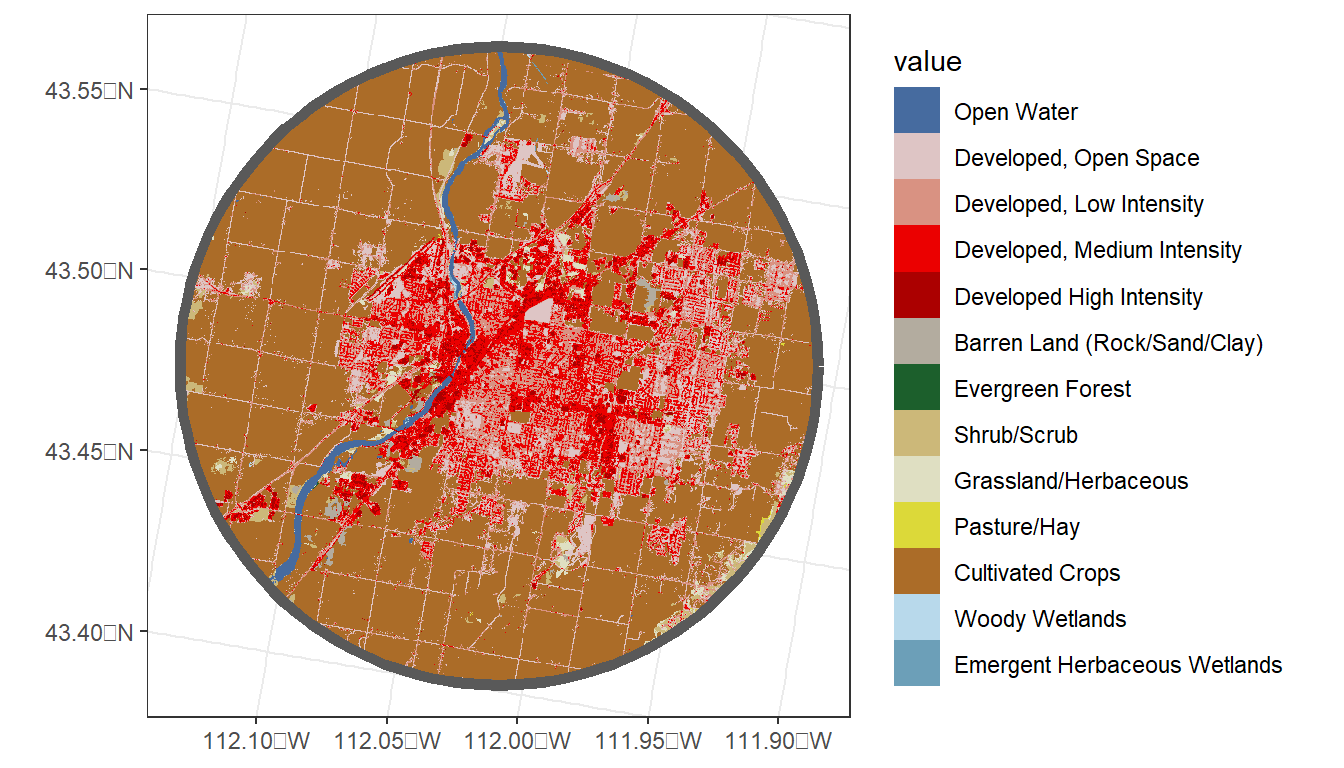 value
Open Water
Developed, Open Space
Developed, Low Intensity
Developed, Medium Intensity
Developed High Intensity
Barren Land (Rock/Sand/Clay)
Evergreen Forest
Shrub/Scrub
Grassland/Herbaceous
Pasture/Hay
Cultivated Crops
Woody Wetlands
Emergent Herbaceous Wetlands
43.55□N
43.50□N
43.45□N
43.40□N
112.10□W 112.05□W 112.00□W 111.95□W 111.90□W